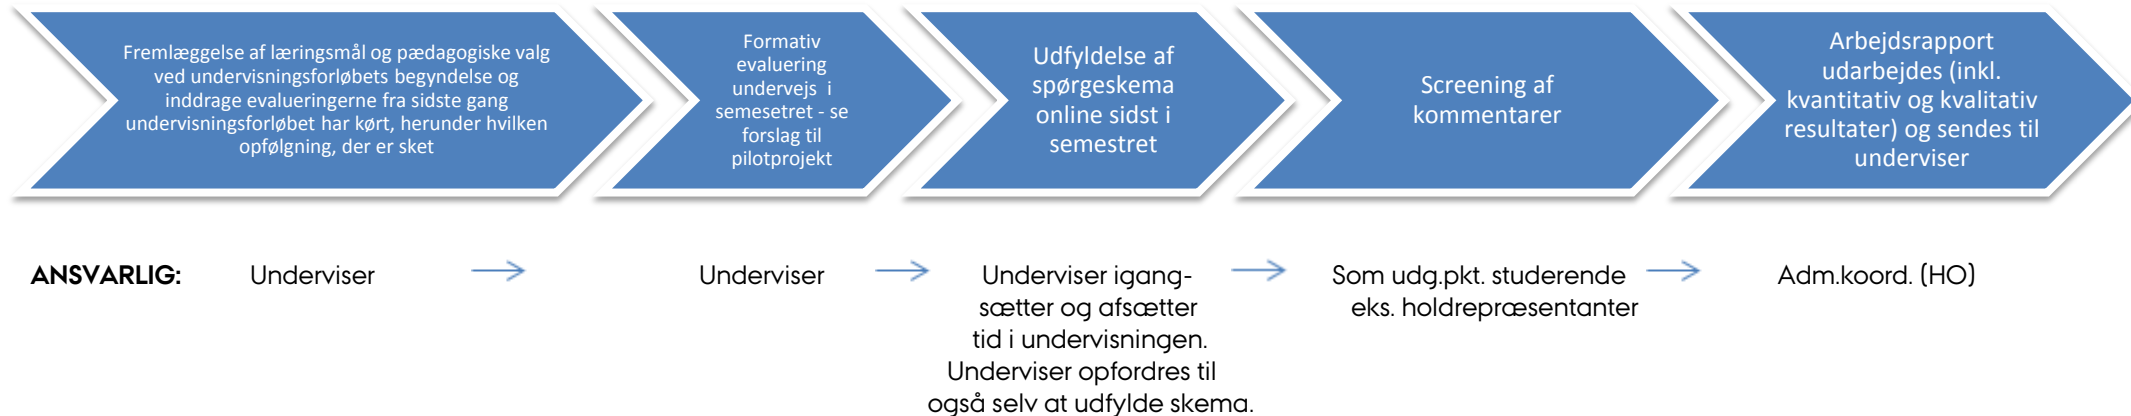 Fremlæggelse af læringsmål og pædagogiske valg
ved undervisningsforløbets begyndelse og
inddrage evalueringerne fra sidste gang
undervisningsforløbet har kørt, herunder hvilken
opfølgning, der er sket
Formativ
evaluering
undervejs i
semesetret - se
forslag til
pilotprojekt
Udfyldelse af
spørgeskema
online sidst i
semestret
Screening af
kommentarer
Arbejdsrapport
udarbejdes (inkl.
kvantitativ og kvalitativ
resultater) og sendes til
underviser
ANSVARLIG:
Underviser
Underviser
Underviser igang-
sætter og afsætter
tid i undervisningen.
Underviser opfordres til
også selv at udfylde skema.
Som udg.pkt. studerende
eks. holdrepræsentanter
Adm.koord. (HO)